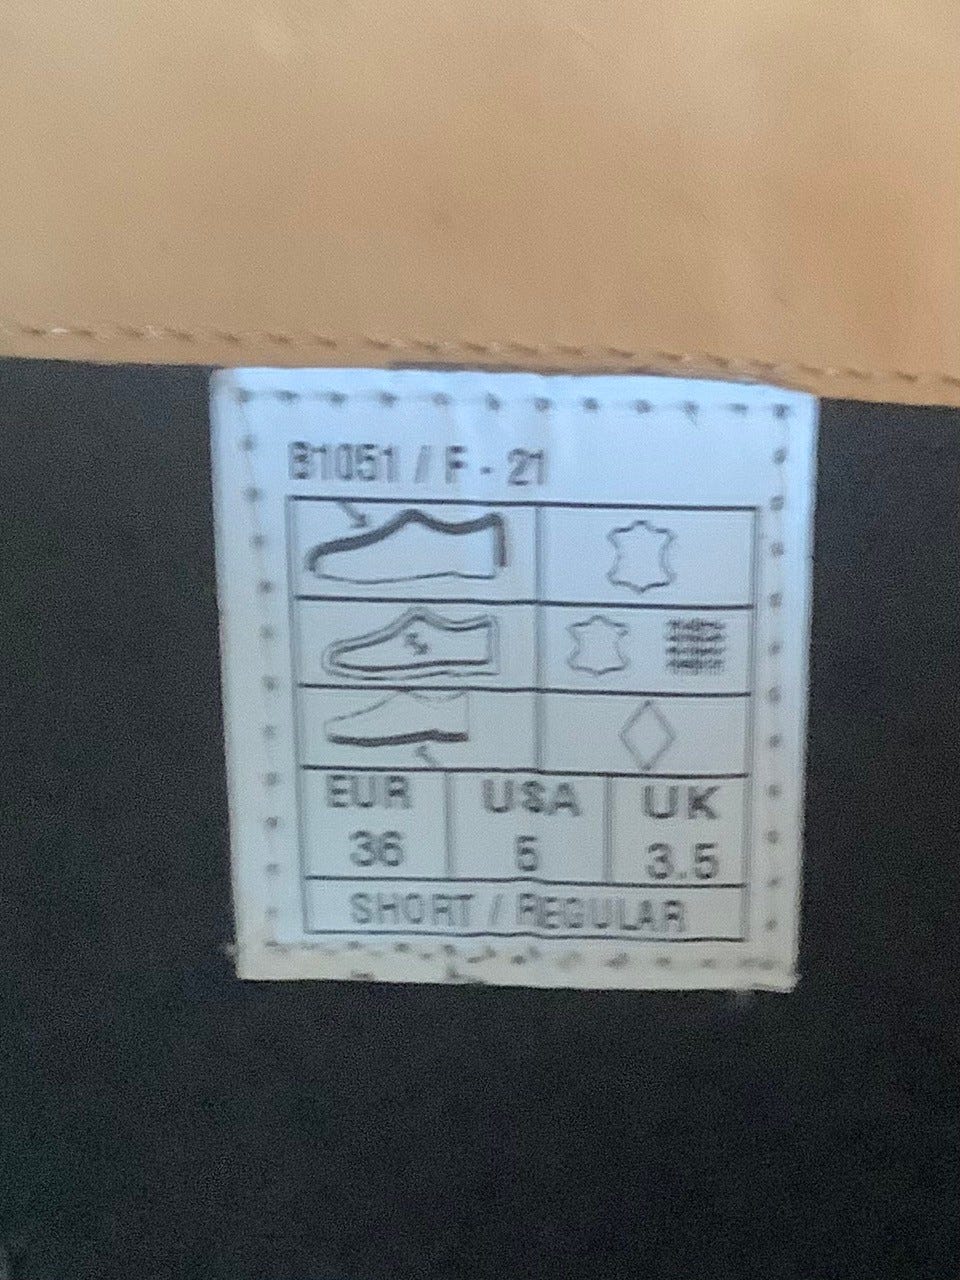 B1051 / F - 21
EUR USA UK
36 5 3.5
SHORT / REGULAR